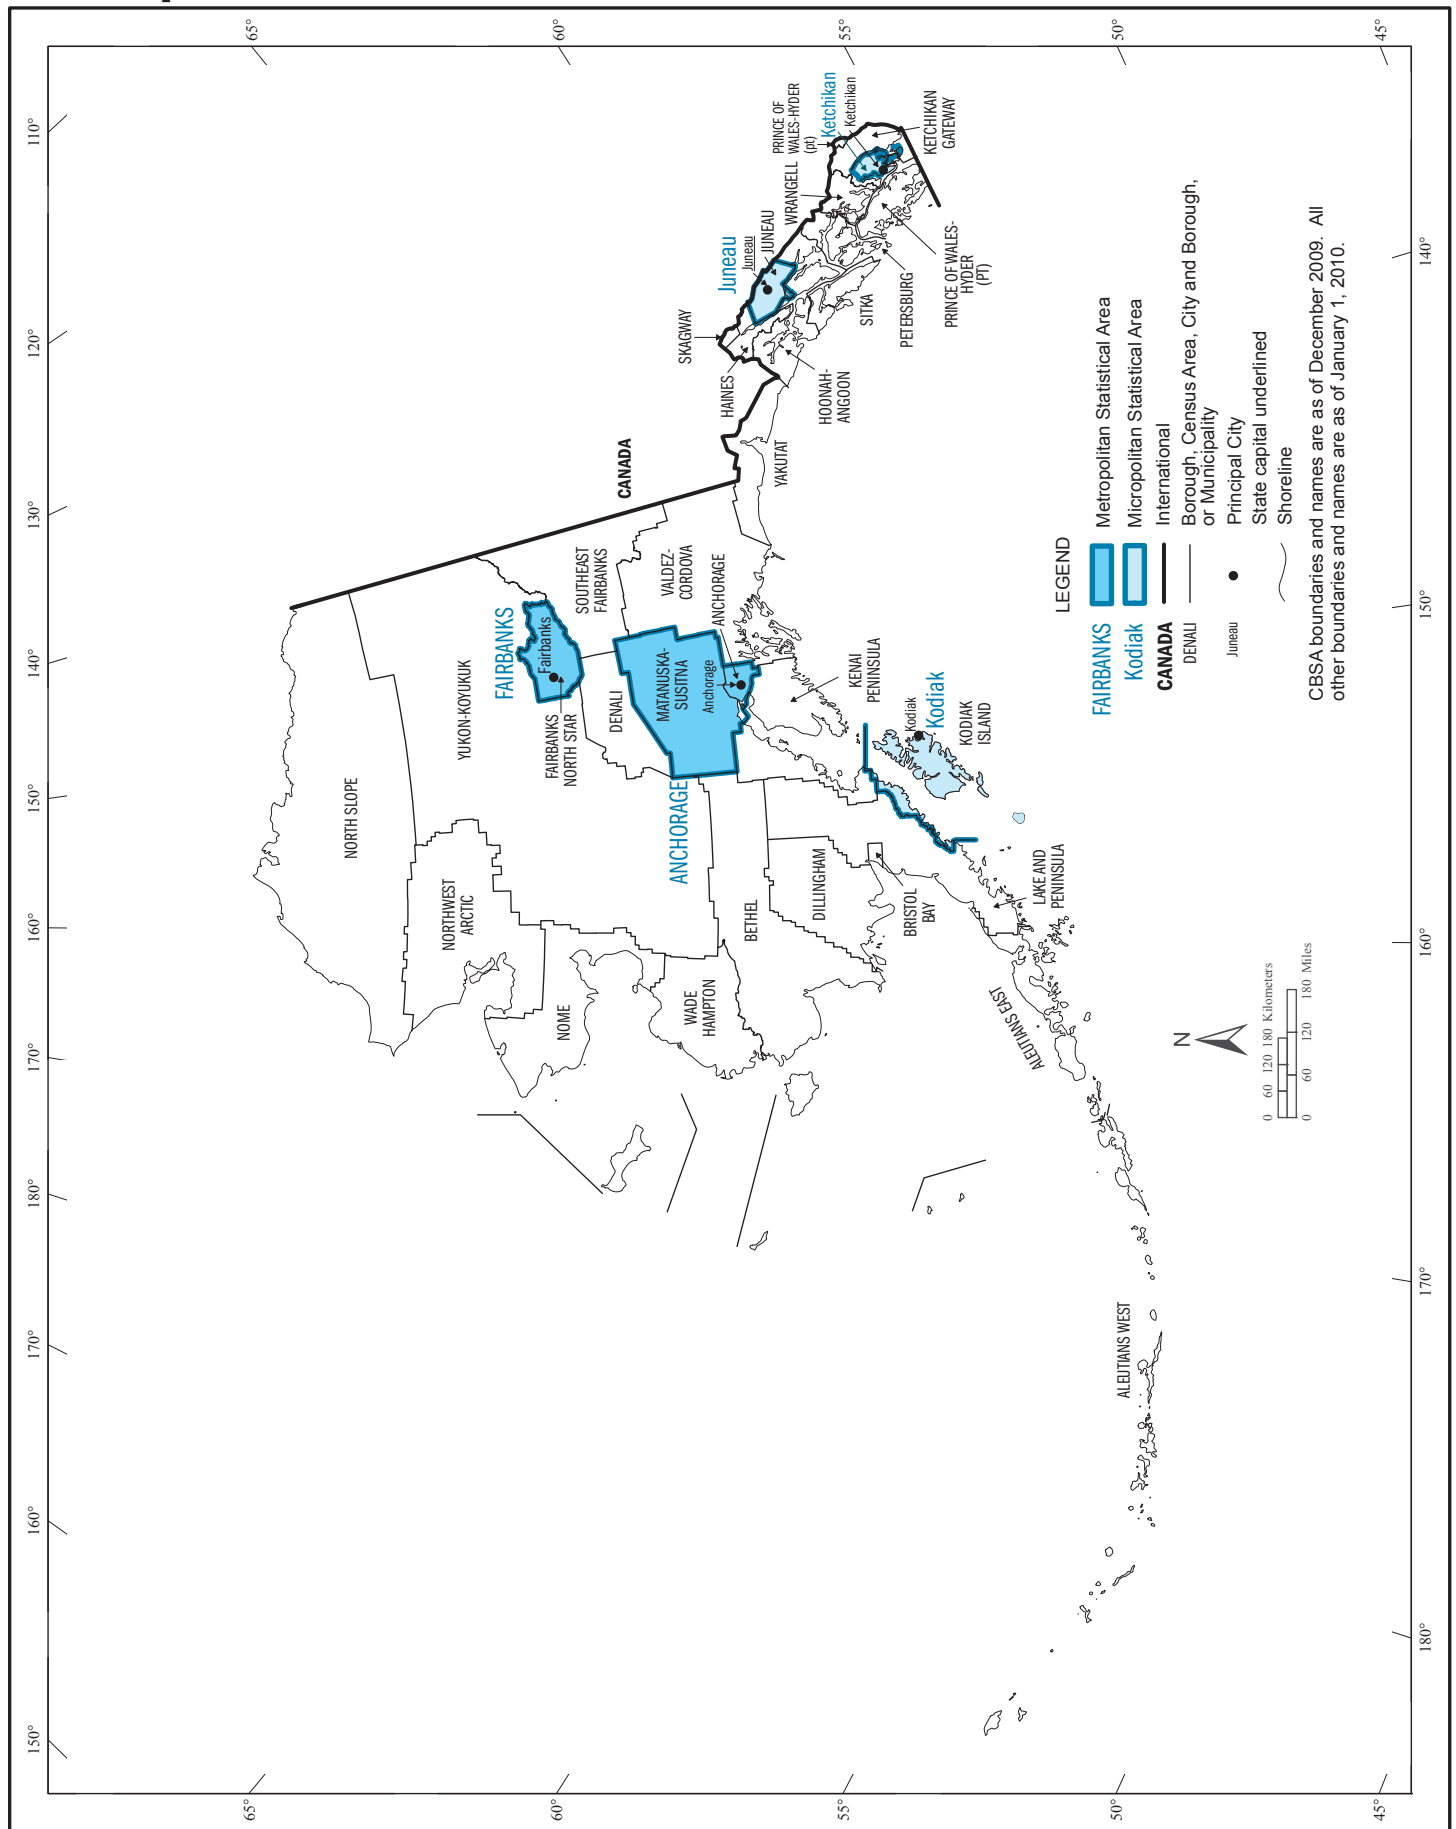 150°
160°
170°
180°
170°
160°
150°
140°
130°
120°
110°
65°
65°
60°
60°
55°
55°
50°
50°
45°
45°
180°
170°
160°
150°
140°
NORTH SLOPE
NORTHWEST
ARCTIC
YUKON-KOYUKUK
NOME
FAIRBANKS
Fairbanks
FAIRBANKS
NORTH STAR
SOUTHEAST
FAIRBANKS
DENALI
CANADA
WADE
HAMPTON
ANCHORAGE
MATANUSKA-
SUSITNA
Anchorage
ANCHORAGE
VALDEZ-
CORDOVA
BETHEL
DILLINGHAM
BRISTOL
BAY
KENAI
PENINSULA
YAKUTAT
SKAGWAY
HAINES
HOONAH-
ANGOON
Juneau
Juneau
JUNEAU
SITKA
PETERSBURG
WRANGELL
PRINCE OF
WALES-HYDER
(pt)
PRINCE OF WALES-
HYDER
(PT)
Ketchikan
Ketchikan
KETCHIKAN
GATEWAY
Kodiak
Kodiak
KODIAK
ISLAND
LAKE AND
PENINSULA
ALEUTIANS EAST
ALEUTIANS WEST
N
0 60 120 180 Kilometers
0 60 120 180 Miles
LEGEND
FAIRBANKS Metropolitan Statistical Area
Kodiak Micropolitan Statistical Area
CANADA International
DENALI Borough, Census Area, City and Borough,
or Municipality
Juneau Principal City
State capital underlined
Shoreline
CBSA boundaries and names are as of December 2009. All
other boundaries and names are as of January 1, 2010.